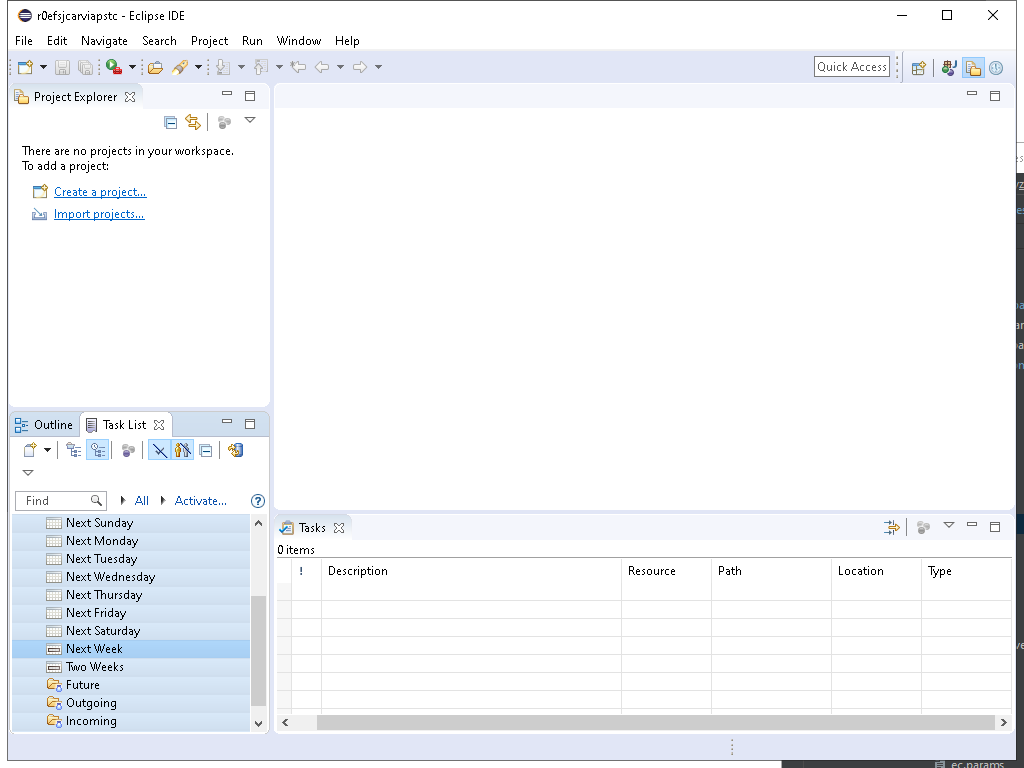 r0efsjcarviapstc - Eclipse IDE
File Edit Navigate Search Project Run Window Help
Quick Access
Project Explorer
There are no projects in your workspace.
To add a project:
Create a project...
Import projects...
Outline Task List
Find All Activate...
Next Sunday
Next Monday
Next Tuesday
Next Wednesday
Next Thursday
Next Friday
Next Saturday
Next Week
Two Weeks
Future
Outgoing
Incoming
Tasks
0 items
! Description Resource Path Location Type
ec.params